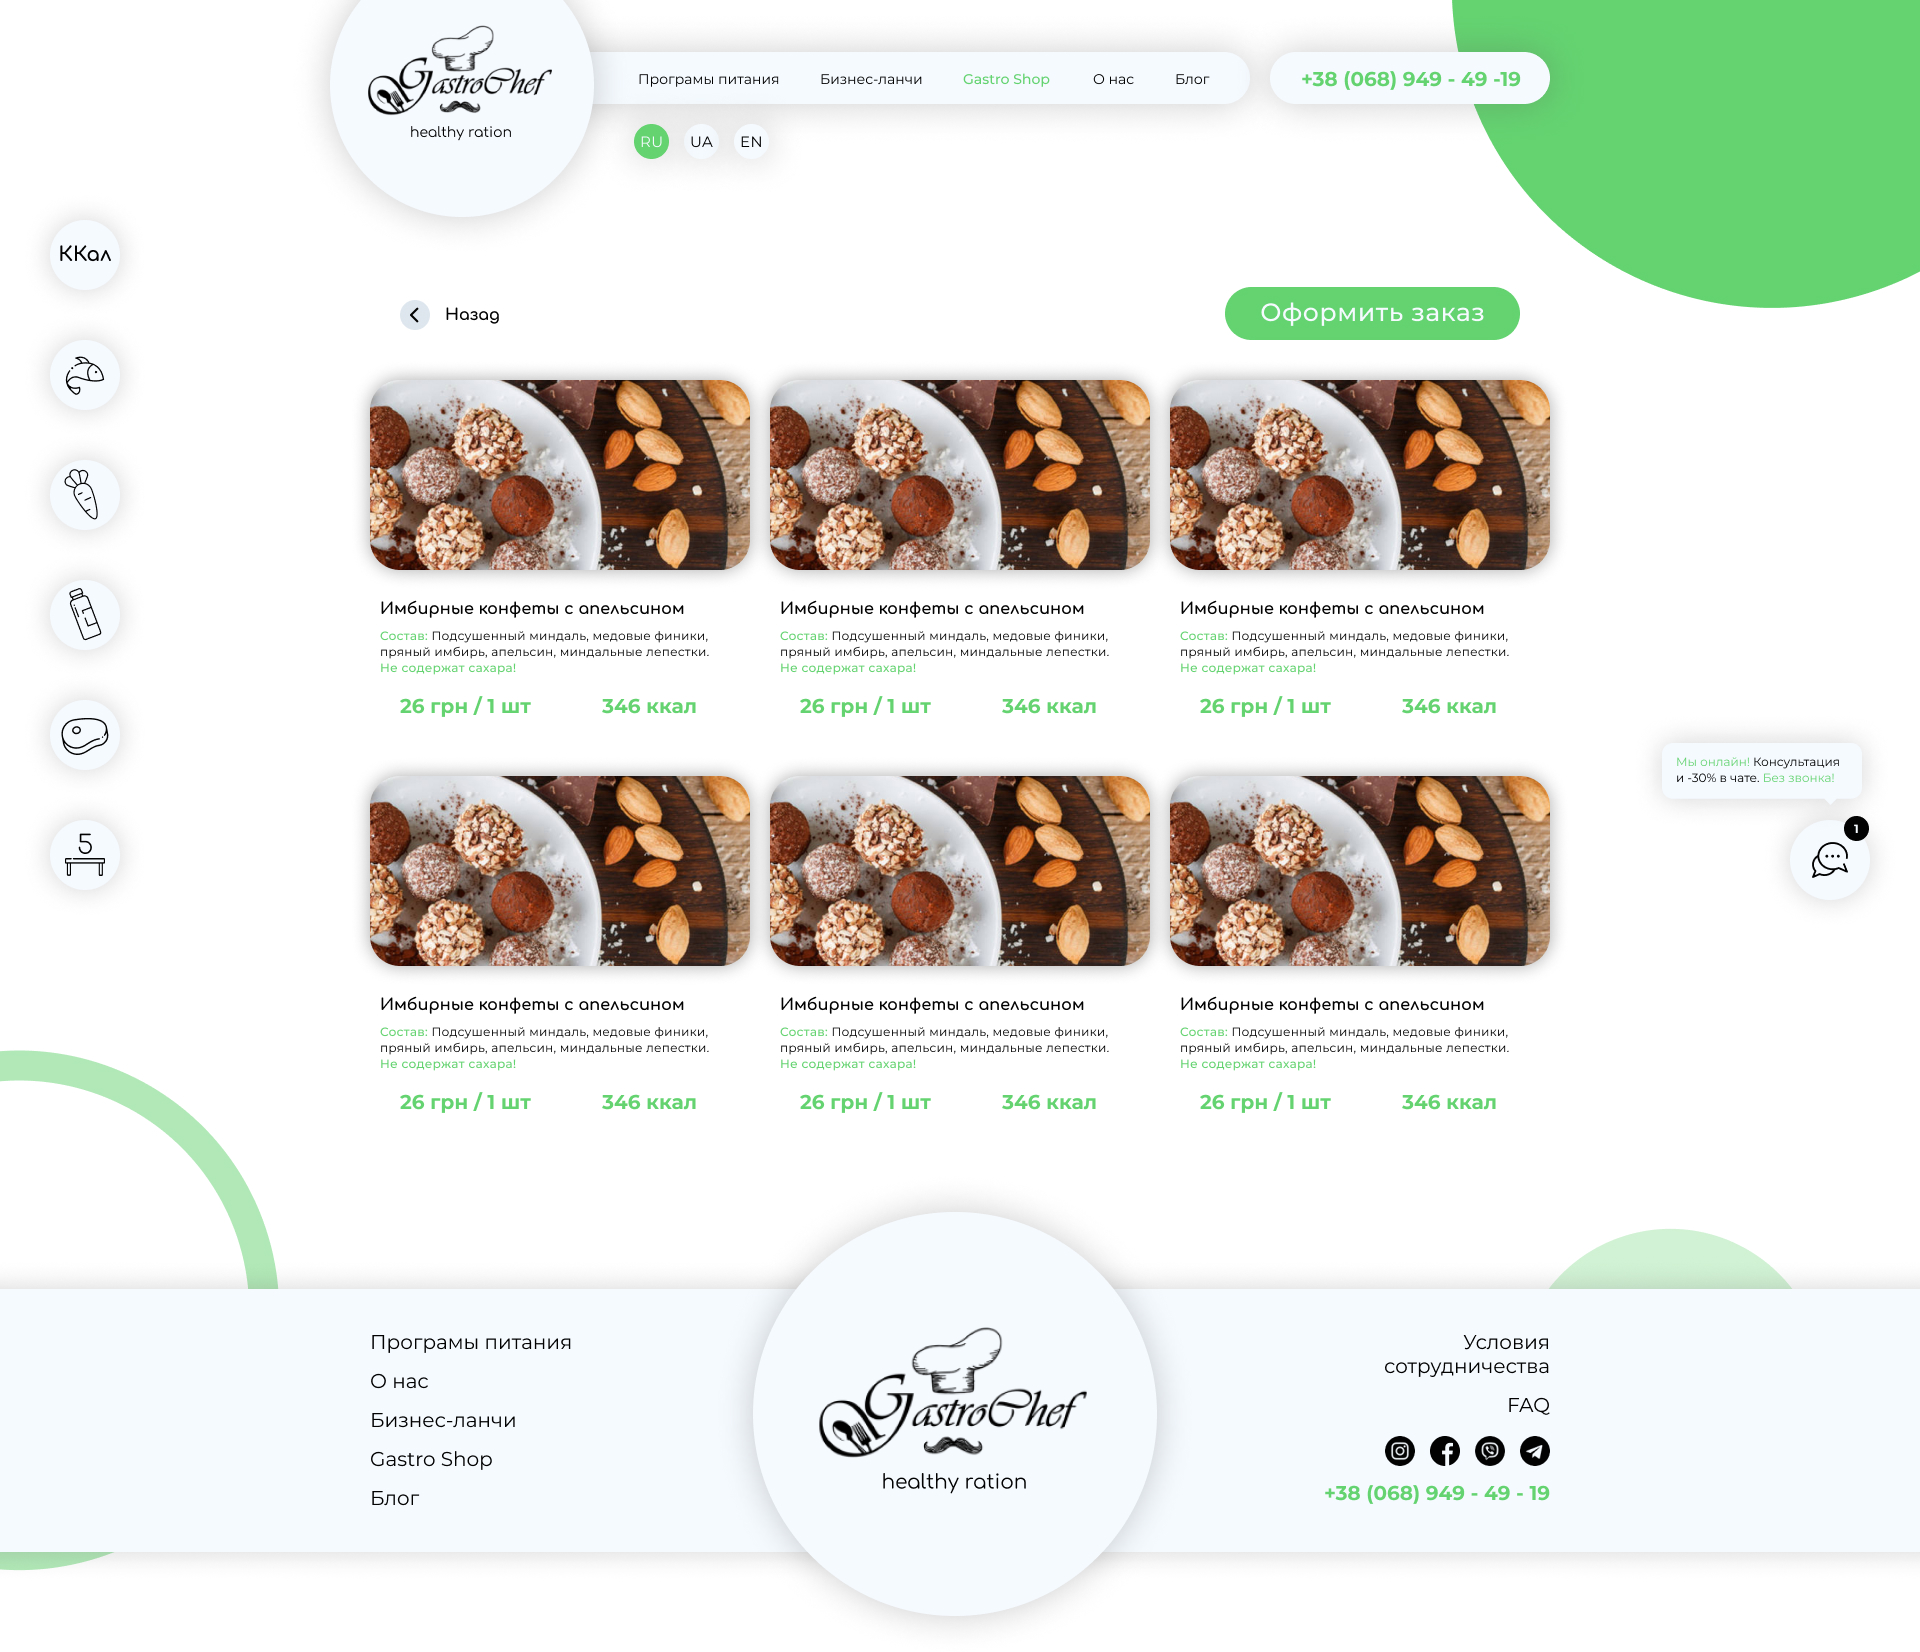 GastroChef
healthy ration
Програмы питания
Бизнес-ланчи
Gastro Shop
О нас
Блог
+38 (068) 949 - 49 -19
RU
UA
EN
ККал
5
Назад
Оформить заказ
Имбирные конфеты с апельсином
Состав: Подсушенный миндаль, медовые финики,
пряный имбирь, апельсин, миндальные лепестки.
Не содержат сахара!
26 грн / 1 шт
346 ккал
Имбирные конфеты с апельсином
Состав: Подсушенный миндаль, медовые финики,
пряный имбирь, апельсин, миндальные лепестки.
Не содержат сахара!
26 грн / 1 шт
346 ккал
Имбирные конфеты с апельсином
Состав: Подсушенный миндаль, медовые финики,
пряный имбирь, апельсин, миндальные лепестки.
Не содержат сахара!
26 грн / 1 шт
346 ккал
Мы онлайн! Консультация
и -30% в чате. Без звонка!
1
Имбирные конфеты с апельсином
Состав: Подсушенный миндаль, медовые финики,
пряный имбирь, апельсин, миндальные лепестки.
Не содержат сахара!
26 грн / 1 шт
346 ккал
Имбирные конфеты с апельсином
Состав: Подсушенный миндаль, медовые финики,
пряный имбирь, апельсин, миндальные лепестки.
Не содержат сахара!
26 грн / 1 шт
346 ккал
Имбирные конфеты с апельсином
Состав: Подсушенный миндаль, медовые финики,
пряный имбирь, апельсин, миндальные лепестки.
Не содержат сахара!
26 грн / 1 шт
346 ккал
Програмы питания
О нас
Бизнес-ланчи
Gastro Shop
Блог
GastroChef
healthy ration
Условия
сотрудничества
FAQ
+38 (068) 949 - 49 - 19